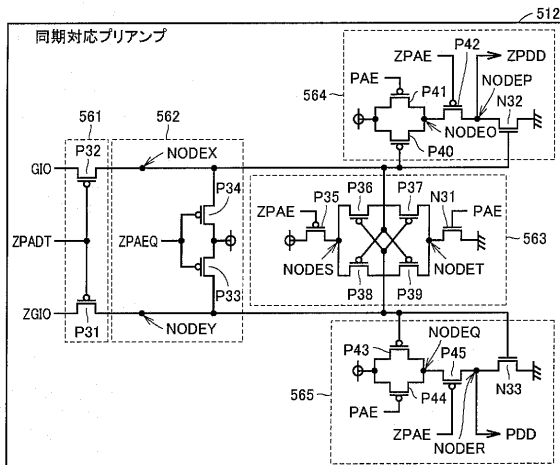 512
同期対応プリアンプ
ZPAE P42 ZPDD
PAE P41 NODEP
564 N32
561 562 NODEO
P32 NODEX P40
GIO
P34 P35 P36 P37 N31
ZPAE PAE
ZPADT ZPAEQ
563
NODES NODET
P33 P38 P39
ZGIO
P31 NODEY
P43 NODEQ
P45
565 N33
P44
PAE
ZPAE PDD
NODER